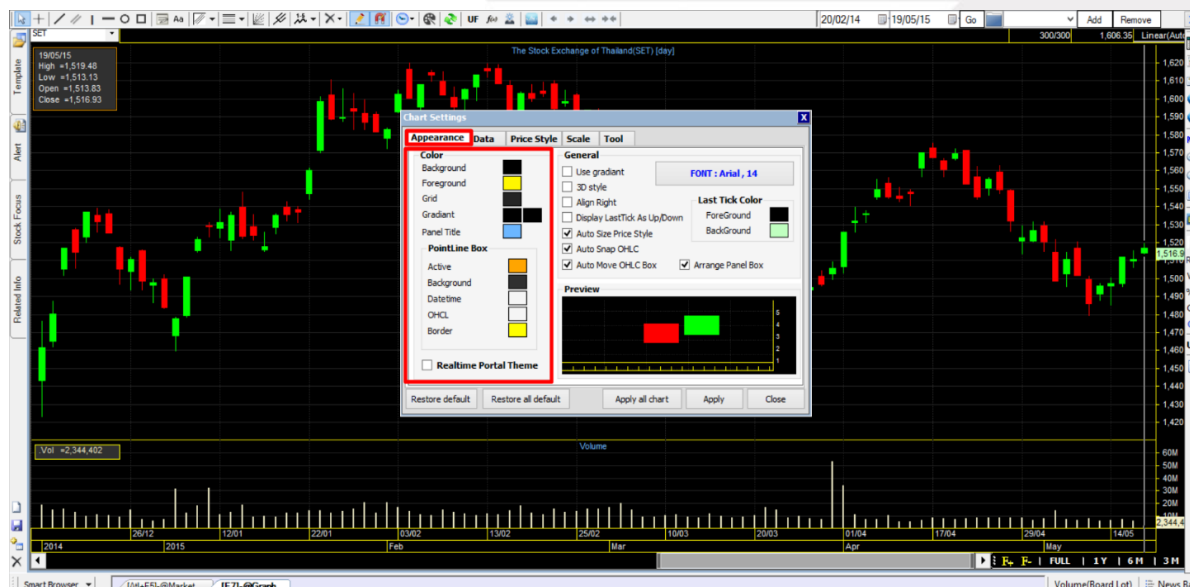 UF
20/02/14
19/05/15
Go
Add
Remove
SET
300/300
1,606.35
Linear(Auto
The Stock Exchange of Thailand(SET) [day]
19/05/15
High =1,519.48
Low =1,513.13
Open =1,513.83
Close =1,516.93
Template
Alert
Stock Focus
Related Info
Chart Settings
X
Appearance
Data
Price Style
Scale
Tool
Color
Background
Foreground
Grid
Gradiant
Panel Title
PointLine Box
Active
Background
Datetime
OHCL
Border
Realtime Portal Theme
General
Use gradient
3D style
Align Right
Display LastTick As Up/Down
Auto Size Price Style
Auto Snap OHLC
Auto Move OHLC Box
Arrange Panel Box
FONT : Arial , 14
Last Tick Color
ForeGround
BackGround
Preview
5
4
3
2
1
Restore default
Restore all default
Apply all chart
Apply
Close
1,620
1,600
1,590
1,580
1,570
1,560
1,550
1,540
1,530
1,520
1,516.9
1,510
1,500
1,490
1,480
1,470
1,460
1,450
1,440
1,430
1,420
Vol =2,344,402
Volume
60M
50M
40M
30M
20M
10M
2,344,4
26/12
12/01
22/01
03/02
13/02
25/02
10/03
20/03
01/04
17/04
29/04
14/05
2014
2015
Feb
Mar
Apr
May
F+ F- | FULL | 1Y | 6M | 3M
Smart Browser
[E7]-@Graph
Volume(Board Lot)